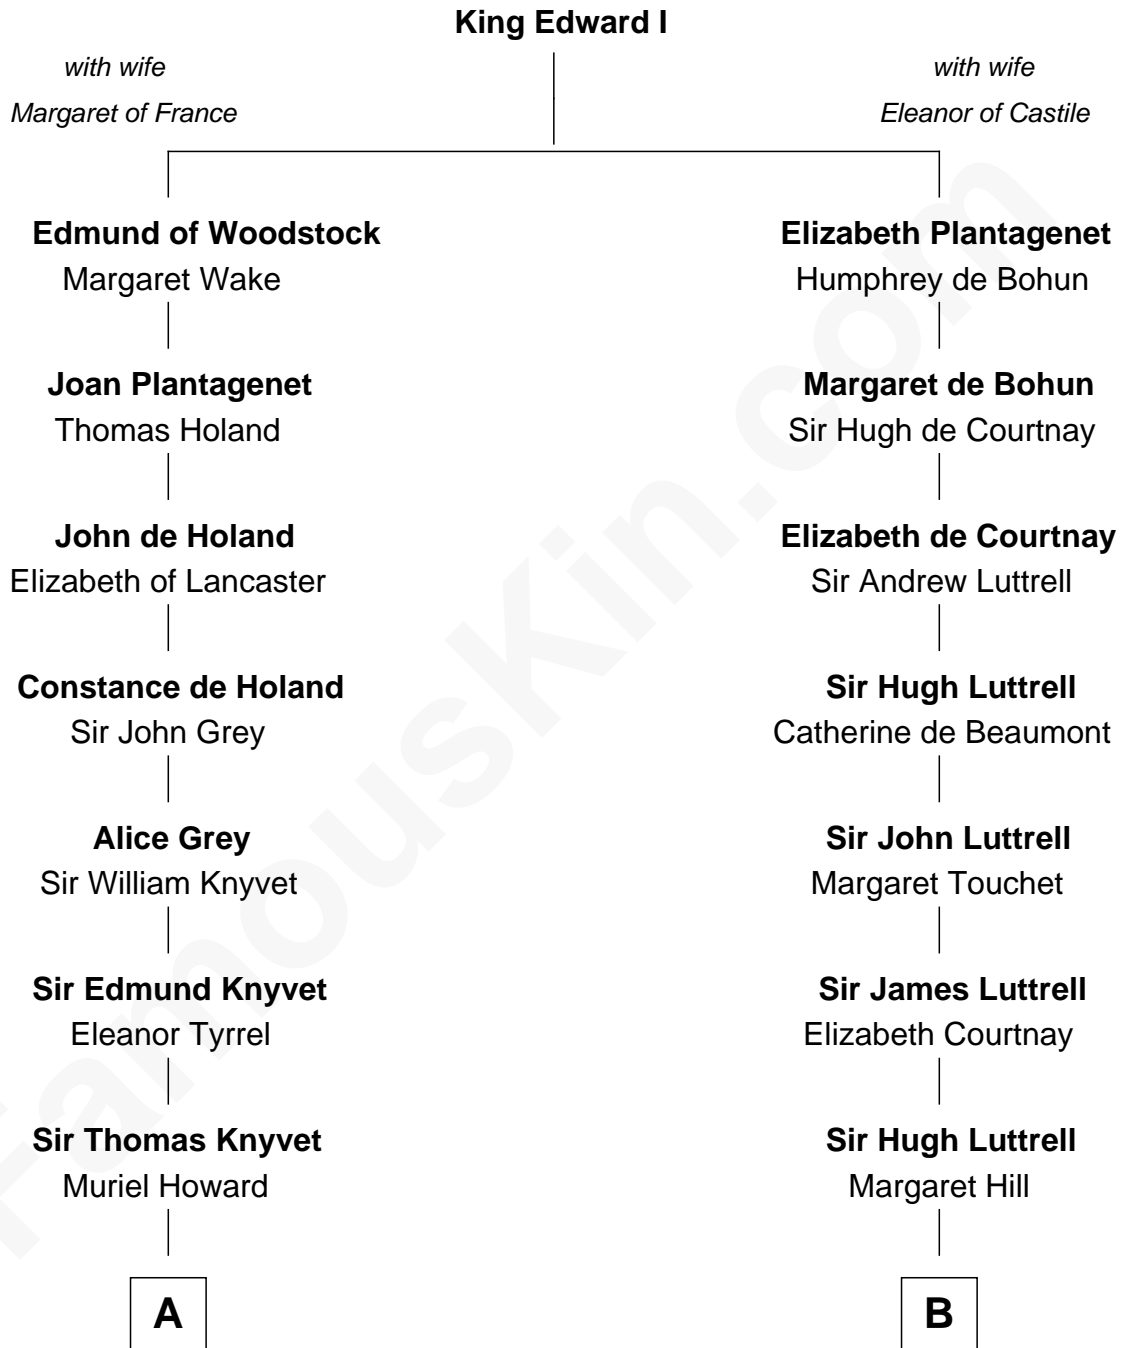 King Edward I
with wife
Margaret of France
with wife
Eleanor of Castile
Edmund of Woodstock
Margaret Wake
Elizabeth Plantagenet
Humphrey de Bohun
Joan Plantagenet
Thomas Holand
Margaret de Bohun
Sir Hugh de Courtnay
John de Holand
Elizabeth of Lancaster
Elizabeth de Courtnay
Sir Andrew Luttrell
Constance de Holand
Sir John Grey
Sir Hugh Luttrell
Catherine de Beaumont
Alice Grey
Sir William Knyvet
Sir John Luttrell
Margaret Touchet
Sir Edmund Knyvet
Eleanor Tyrrel
Sir James Luttrell
Elizabeth Courtnay
Sir Thomas Knyvet
Muriel Howard
Sir Hugh Luttrell
Margaret Hill
A
B
FamousKin.com